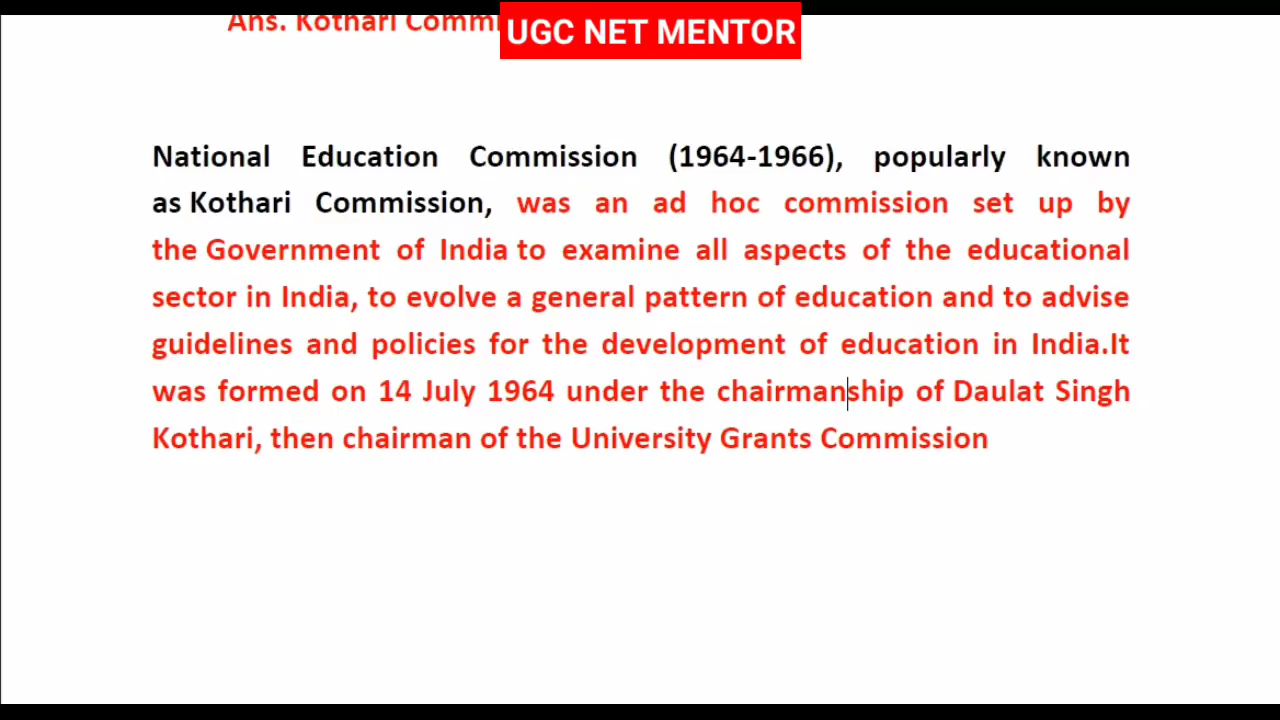 Ans. Kothari Commi
UGC NET MENTOR
National Education Commission (1964-1966), popularly known
as Kothari Commission, was an ad hoc commission set up by
the Government of India to examine all aspects of the educational
sector in India, to evolve a general pattern of education and to advise
guidelines and policies for the development of education in India.It
was formed on 14 July 1964 under the chairmanship of Daulat Singh
Kothari, then chairman of the University Grants Commission